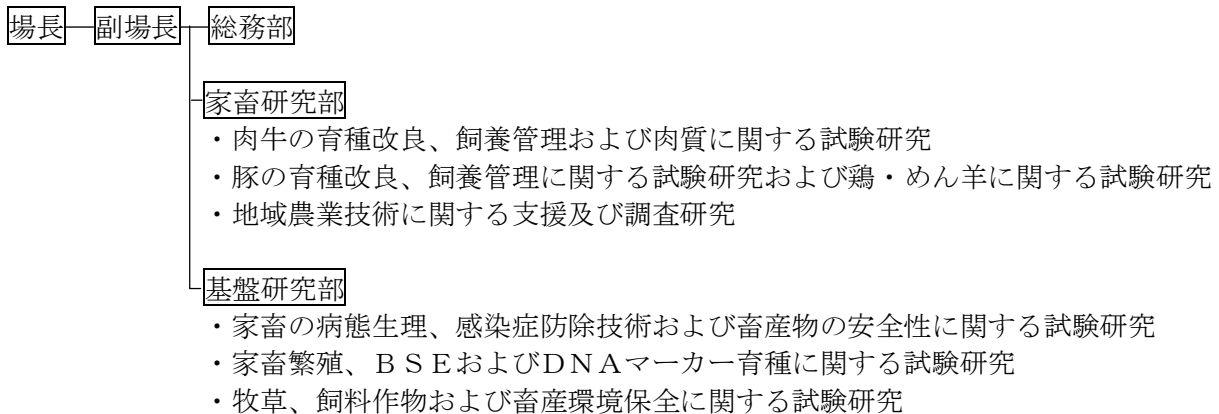 場長 副場長 総務部
家畜研究部
・肉牛の育種改良、飼養管理および肉質に関する試験研究
・豚の育種改良、飼養管理に関する試験研究および鶏・めん羊に関する試験研究
・地域農業技術に関する支援及び調査研究
基盤研究部
・家畜の病態生理、感染症防除技術および畜産物の安全性に関する試験研究
・家畜繁殖、ＢＳＥおよびDＮＡマーカー育種に関する試験研究
・牧草、飼料作物および畜産環境保全に関する試験研究